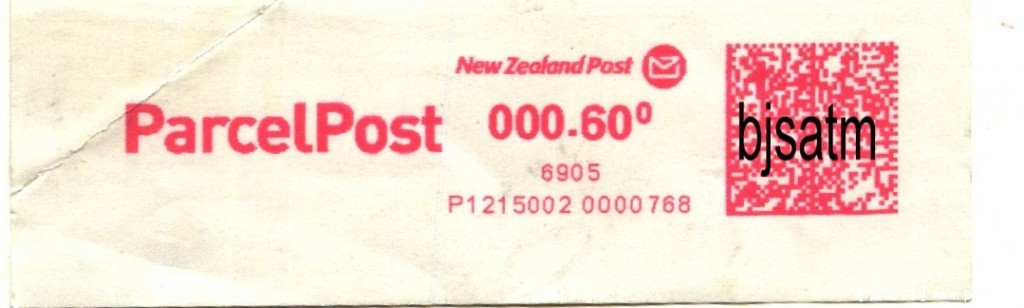 New Zealand Post
ParcelPost 000.60⁰
6905
P1215002 0000768
bjsatm